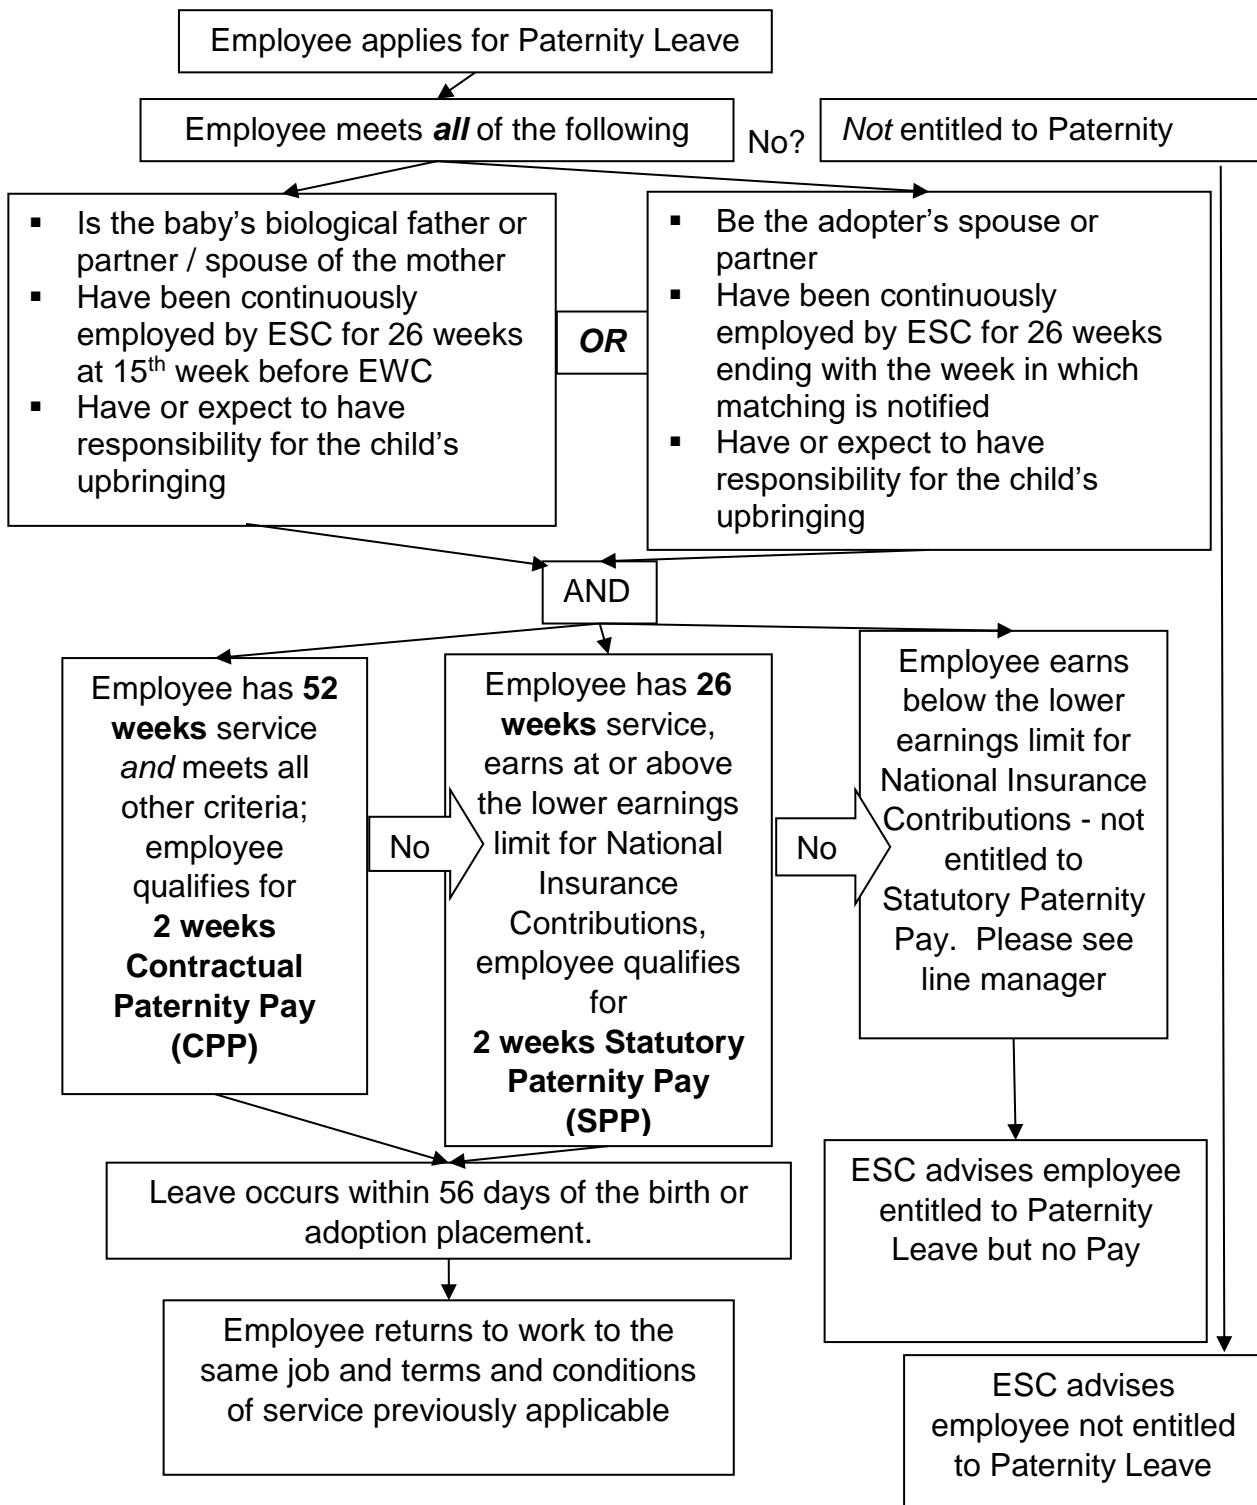 Employee applies for Paternity Leave
Employee meets all of the following
No?
Not entitled to Paternity
▪ Is the baby’s biological father or
partner / spouse of the mother
▪ Have been continuously
employed by ESC for 26 weeks
at 15th week before EWC
▪ Have or expect to have
responsibility for the child’s
upbringing
OR
▪ Be the adopter’s spouse or
partner
▪ Have been continuously
employed by ESC for 26 weeks
ending with the week in which
matching is notified
▪ Have or expect to have
responsibility for the child’s
upbringing
AND
Employee has 52
weeks service
and meets all
other criteria;
employee
qualifies for
2 weeks
Contractual
Paternity Pay
(CPP)
No
Employee has 26
weeks service,
earns at or above
the lower earnings
limit for National
Insurance
Contributions,
employee qualifies
for
2 weeks Statutory
Paternity Pay
(SPP)
No
Employee earns
below the lower
earnings limit for
National Insurance
Contributions - not
entitled to
Statutory Paternity
Pay. Please see
line manager
Leave occurs within 56 days of the birth or
adoption placement.
ESC advises employee
entitled to Paternity
Leave but no Pay
Employee returns to work to the
same job and terms and conditions
of service previously applicable
ESC advises
employee not entitled
to Paternity Leave